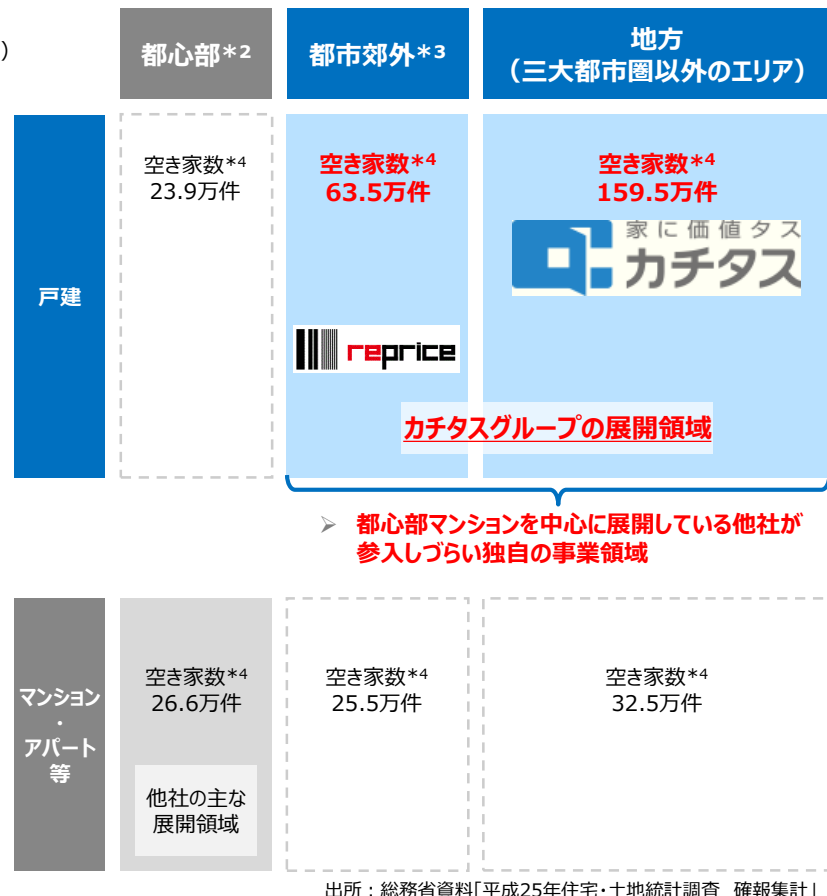 ）
都心部*2
都市郊外*3
地方
（三大都市圏以外のエリア）
戸建
空き家数*4
23.9万件
空き家数*4
63.5万件
reprice
空き家数*4
159.5万件
家に価値タス
カチタス
カチタスグループの展開領域
➢ 都心部マンションを中心に展開している他社が
参入しづらい独自の事業領域
マンション
・
アパート
等
空き家数*4
26.6万件
他社の主な
展開領域
空き家数*4
25.5万件
空き家数*4
32.5万件
出所：総務省資料「平成25年住宅・土地統計調査 確報集計」